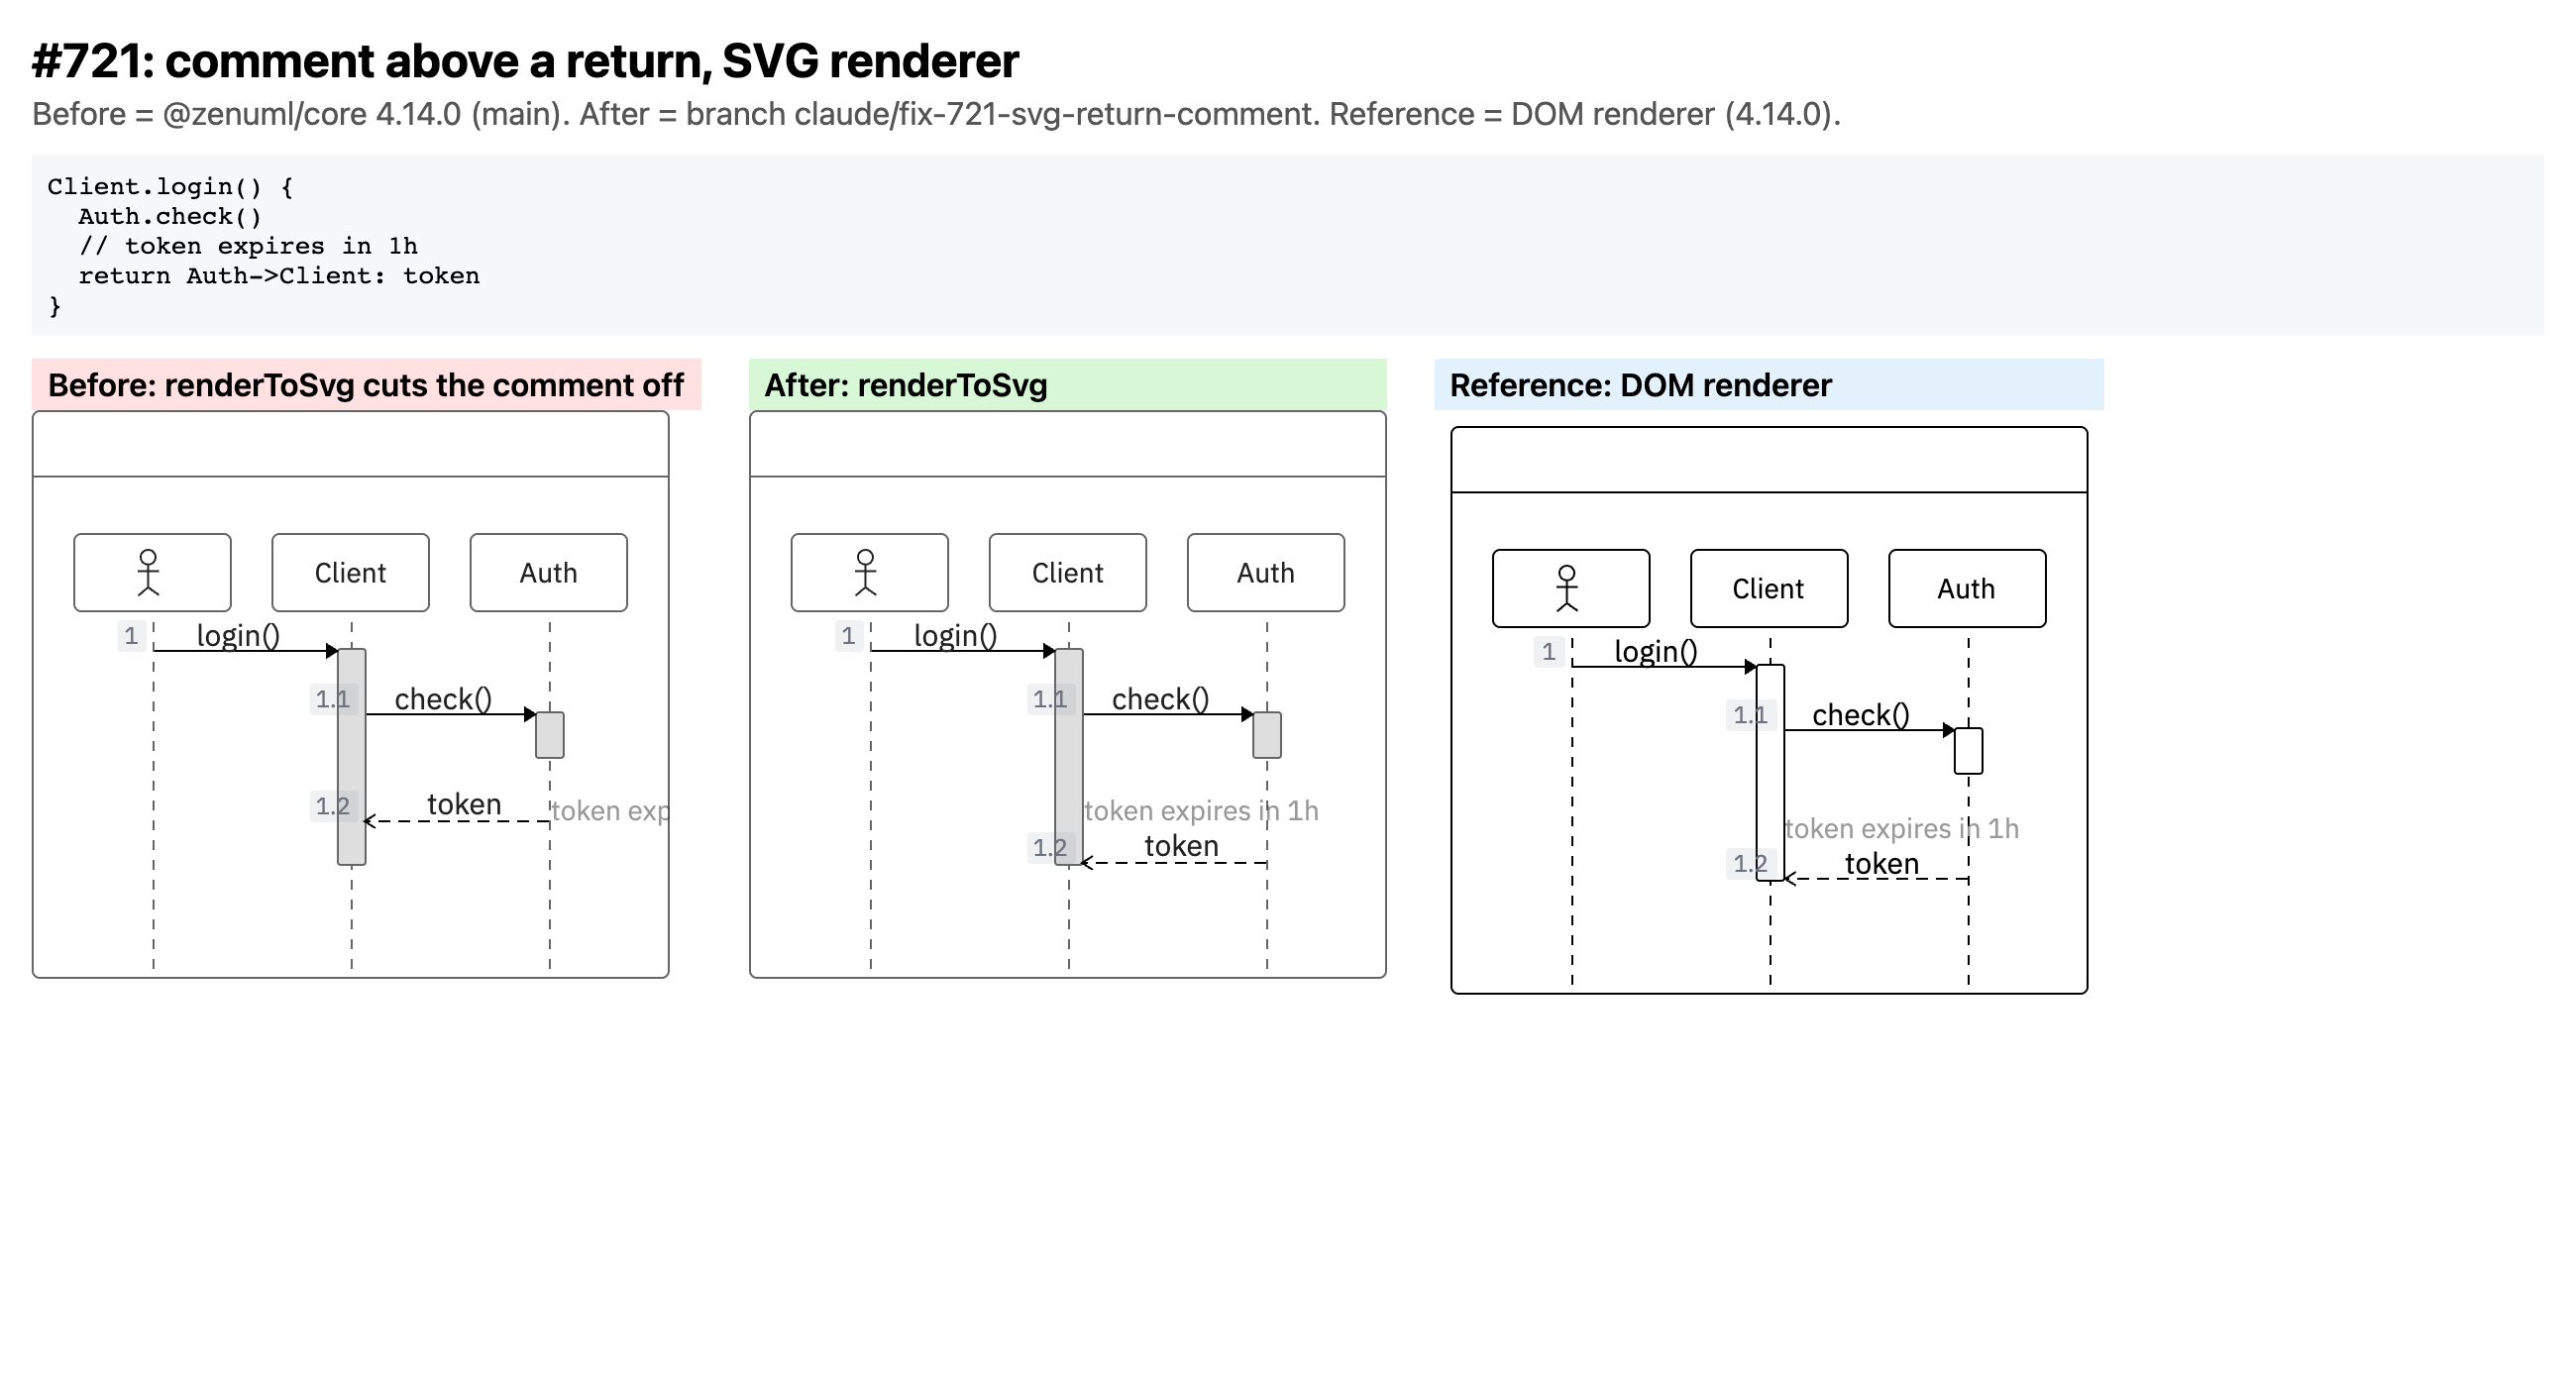 #721: comment above a return, SVG renderer
Before = @zenuml/core 4.14.0 (main). After = branch claude/fix-721-svg-return-comment. Reference = DOM renderer (4.14.0).
Client.login() {
  Auth.check()
  // token expires in 1h
  return Auth->Client: token
}
Before: renderToSvg cuts the comment off
Client
Auth
1
login()
1.1
check()
1.2
token
token exp
After: renderToSvg
Client
Auth
1
login()
1.1
check()
token expires in 1h
1.2
token
Reference: DOM renderer
Client
Auth
1
login()
1.1
check()
token expires in 1h
1.2
token